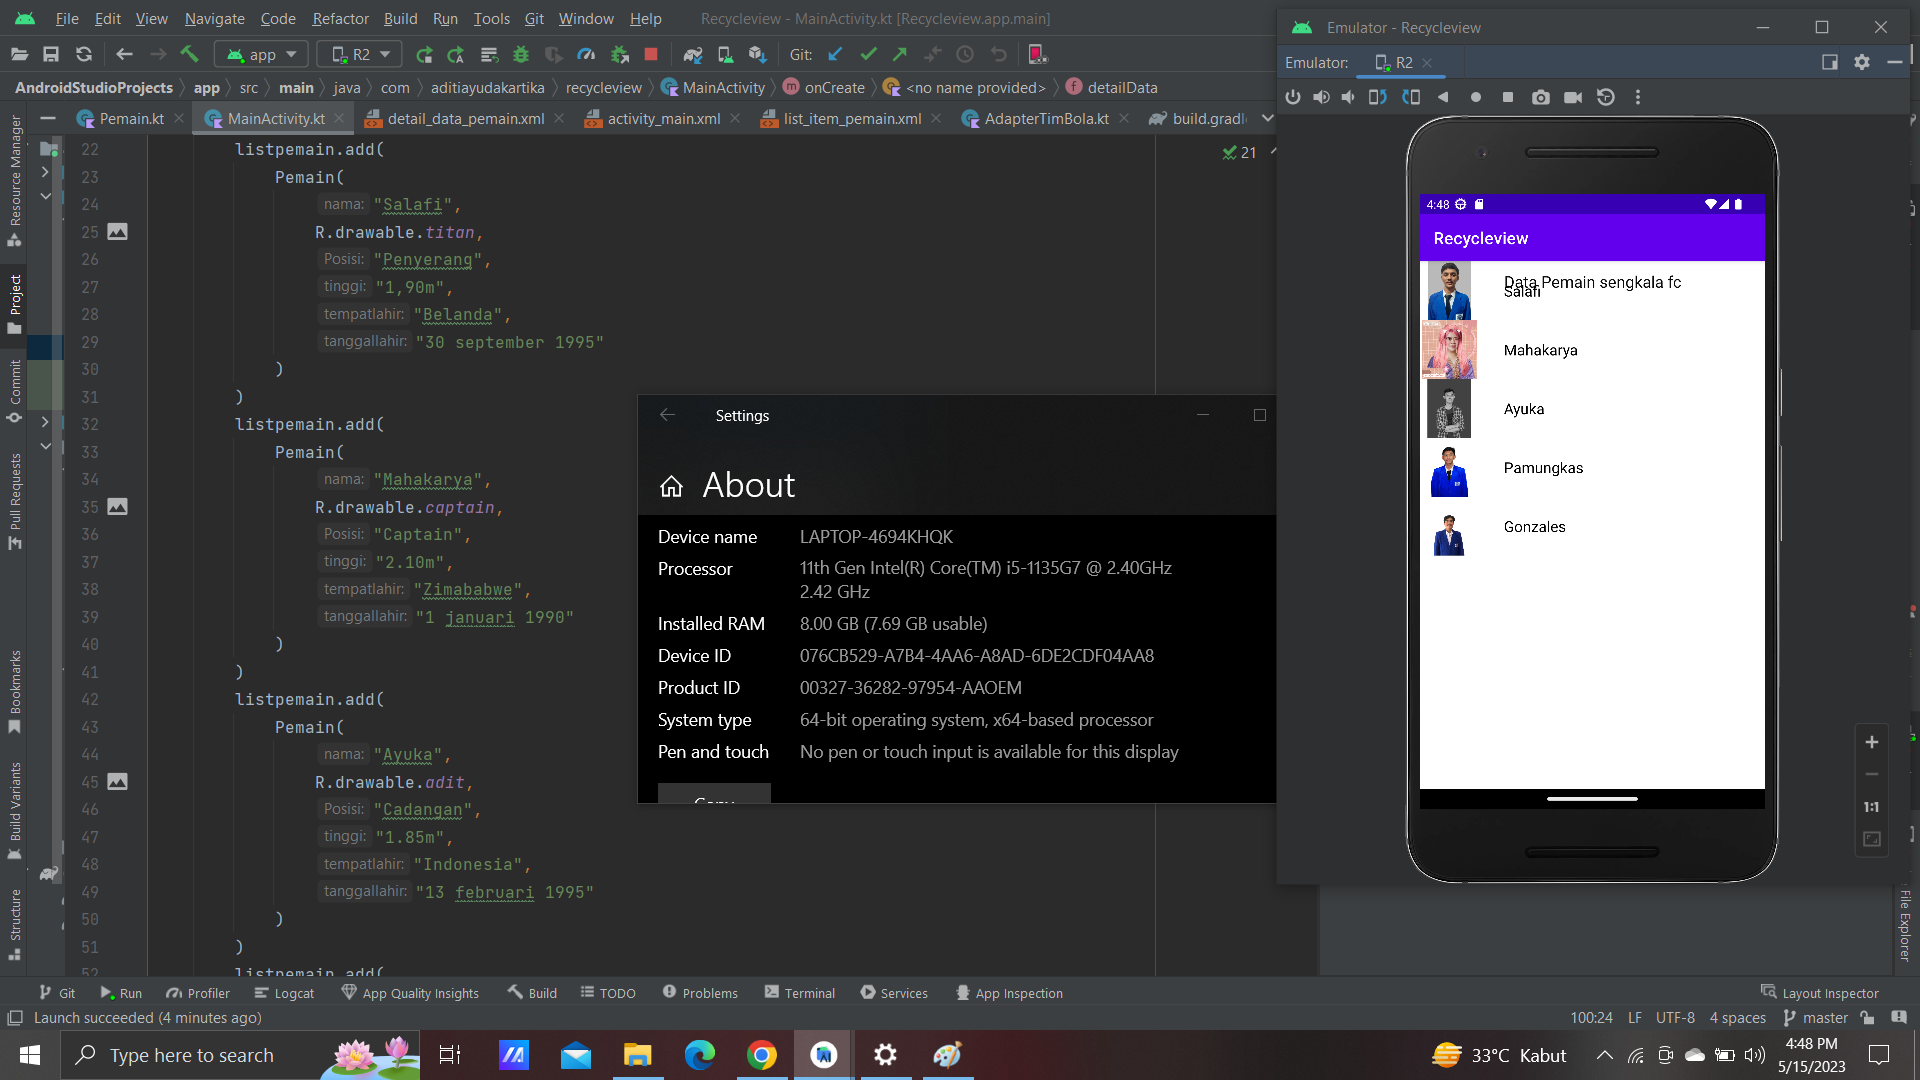 File Edit View Navigate Code Refactor Build Run Tools Git Window Help Recycleview - MainActivity.kt [Recycleview.app.main]
app R2 Git:
AndroidStudioProjects app src main java com aditiayudakartika recycleview MainActivity onCreate <no name provided> detailData
Pemain.kt MainActivity.kt detail_data_pemain.xml activity_main.xml list_item_pemain.xml AdapterTimBola.kt build.gradl
Resource Manager
Project
Commit
Pull Requests
Bookmarks
Build Variants
Structure
21
22 listpemain.add(
23 Pemain(
24 nama: "Salafi",
25 R.drawable.titan,
26 Posisi: "Penyerang",
27 tinggi: "1,90m",
28 tempatlahir: "Belanda",
29 tanggallahir: "30 september 1995"
30 )
31 )
32 listpemain.add(
33 Pemain(
34 nama: "Mahakarya",
35 R.drawable.captain,
36 Posisi: "Captain",
37 tinggi: "2.10m",
38 tempatlahir: "Zimababwe",
39 tanggallahir: "1 januari 1990"
40 )
41 )
42 listpemain.add(
43 Pemain(
44 nama: "Ayuka",
45 R.drawable.adit,
46 Posisi: "Cadangan",
47 tinggi: "1.85m",
48 tempatlahir: "Indonesia",
49 tanggallahir: "13 februari 1995"
50 )
51 )
52 listpemain.add(
Settings
About
Device name LAPTOP-4694KHQK
Processor 11th Gen Intel(R) Core(TM) i5-1135G7 @ 2.40GHz
2.42 GHz
Installed RAM 8.00 GB (7.69 GB usable)
Device ID 076CB529-A7B4-4AA6-A8AD-6DE2CDF04AA8
Product ID 00327-36282-97954-AAOEM
System type 64-bit operating system, x64-based processor
Pen and touch No pen or touch input is available for this display
Copy
Emulator - Recycleview
Emulator: R2
4:48
Recycleview
Data Pemain sengkala fc
Salafi
Mahakarya
Ayuka
Pamungkas
Gonzales
1:1
File Explorer
Git Run Profiler Logcat App Quality Insights Build TODO Problems Terminal Services App Inspection Layout Inspector
Launch succeeded (4 minutes ago) 100:24 LF UTF-8 4 spaces master
Type here to search 33°C Kabut 4:48 PM
5/15/2023